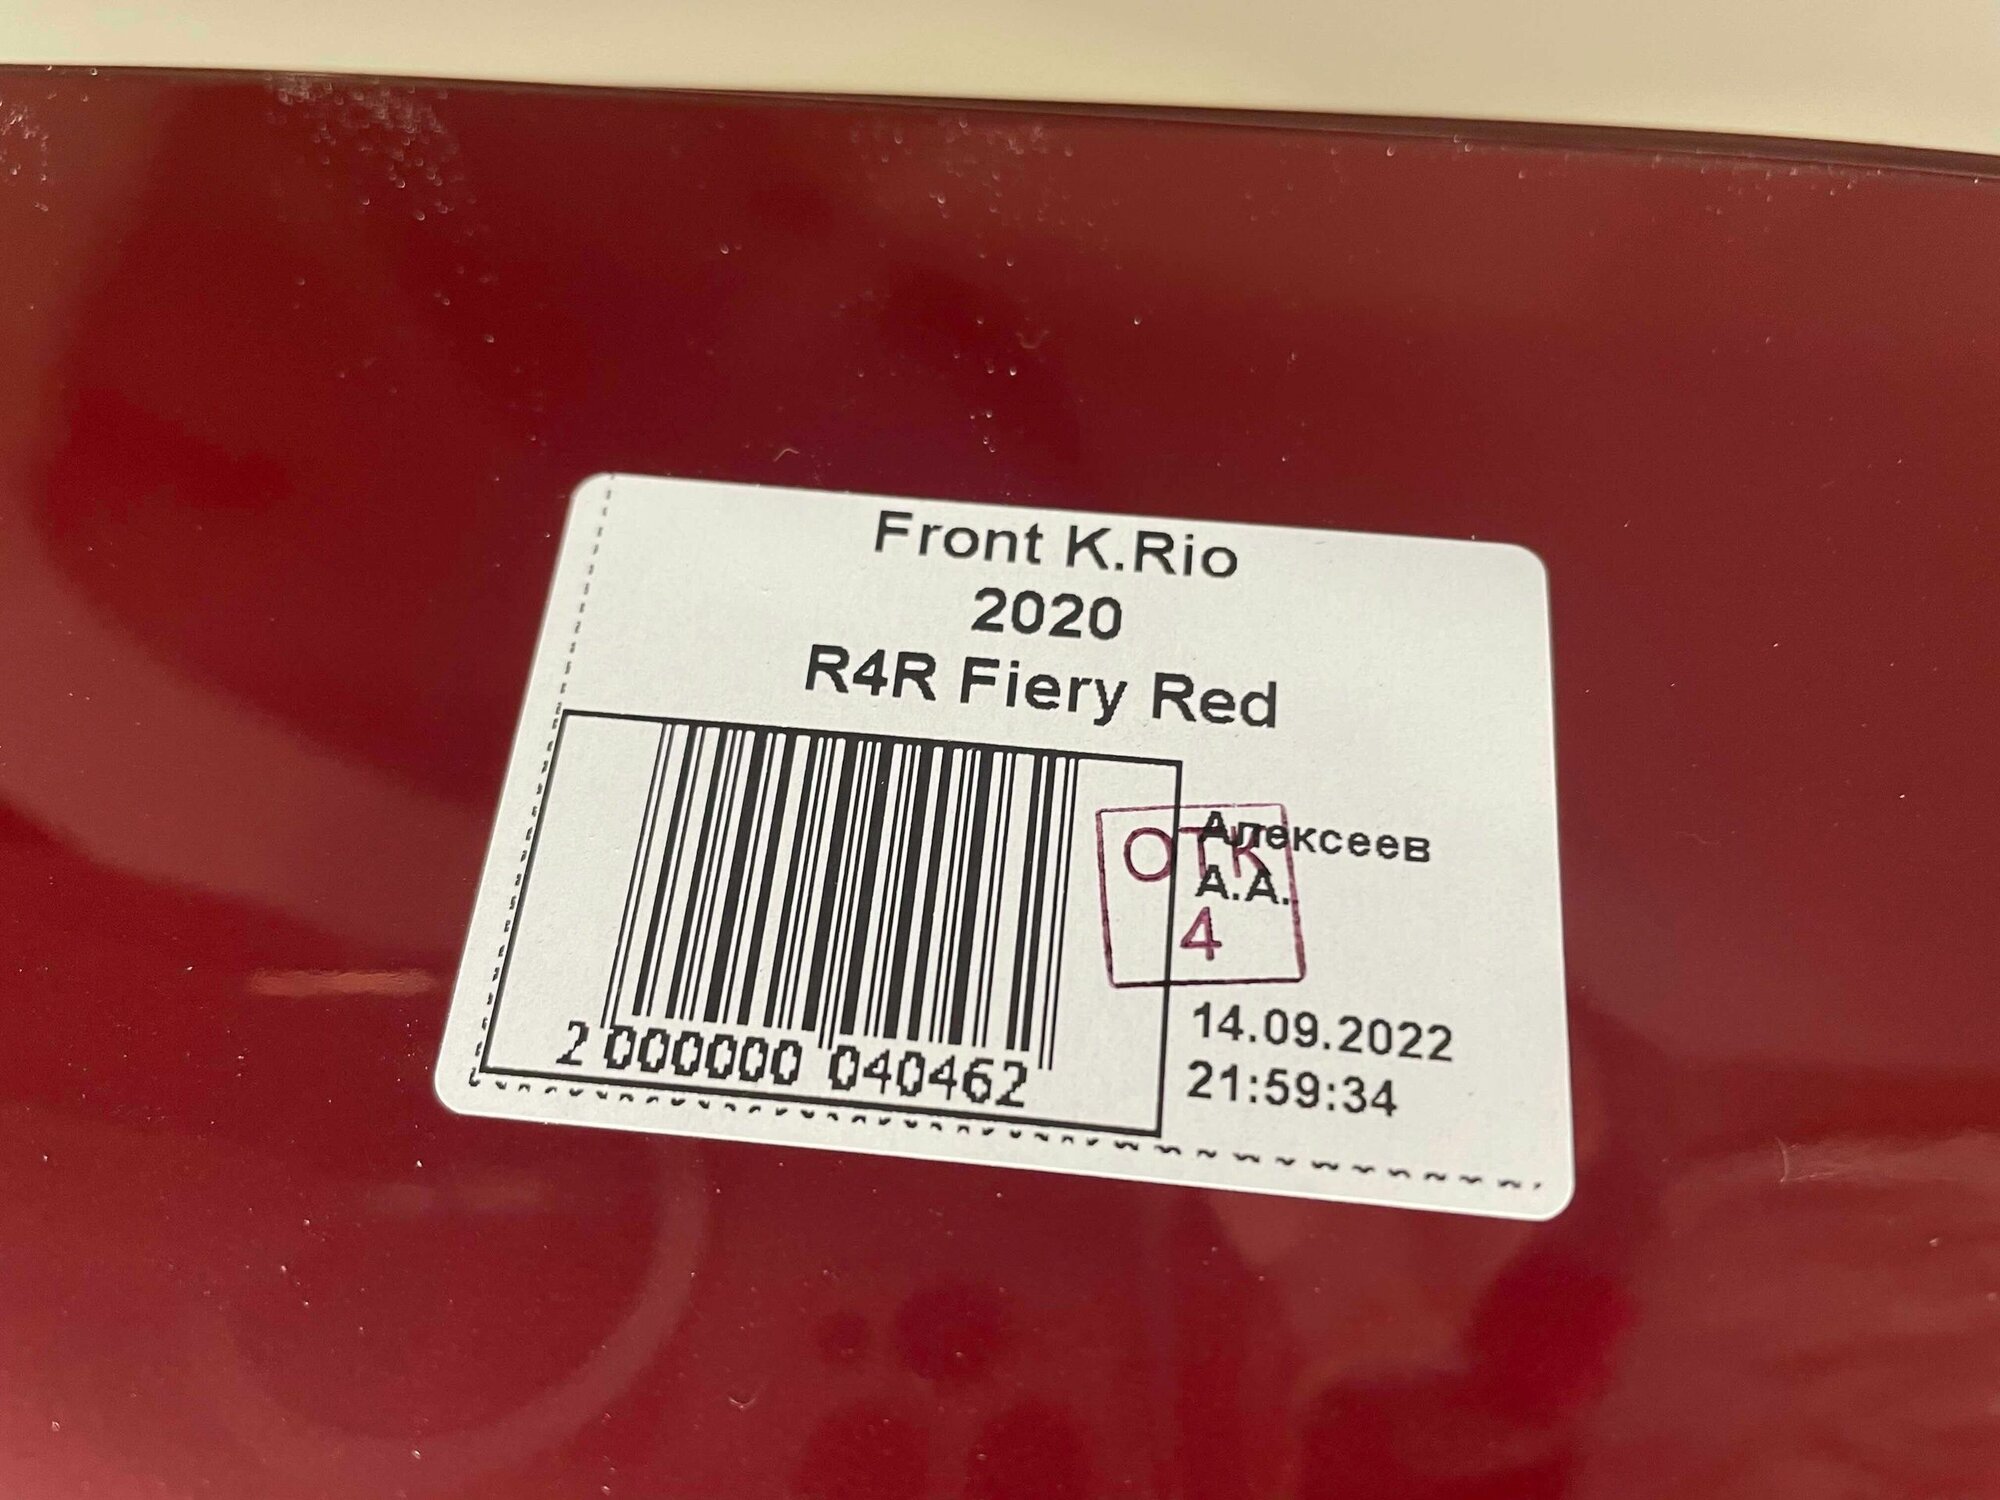 Front K.Rio
2020
R4R Fiery Red
Алексеев
А.А.
ОТК
4
2 000000 040462
14.09.2022
21:59:34